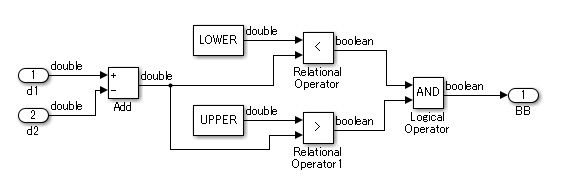 LOWER
double
<
boolean
Relational
Operator
1
double
d1
+
−
double
Add
2
double
d2
AND
boolean
Logical
Operator
1
BB
UPPER
double
>
boolean
Relational
Operator1